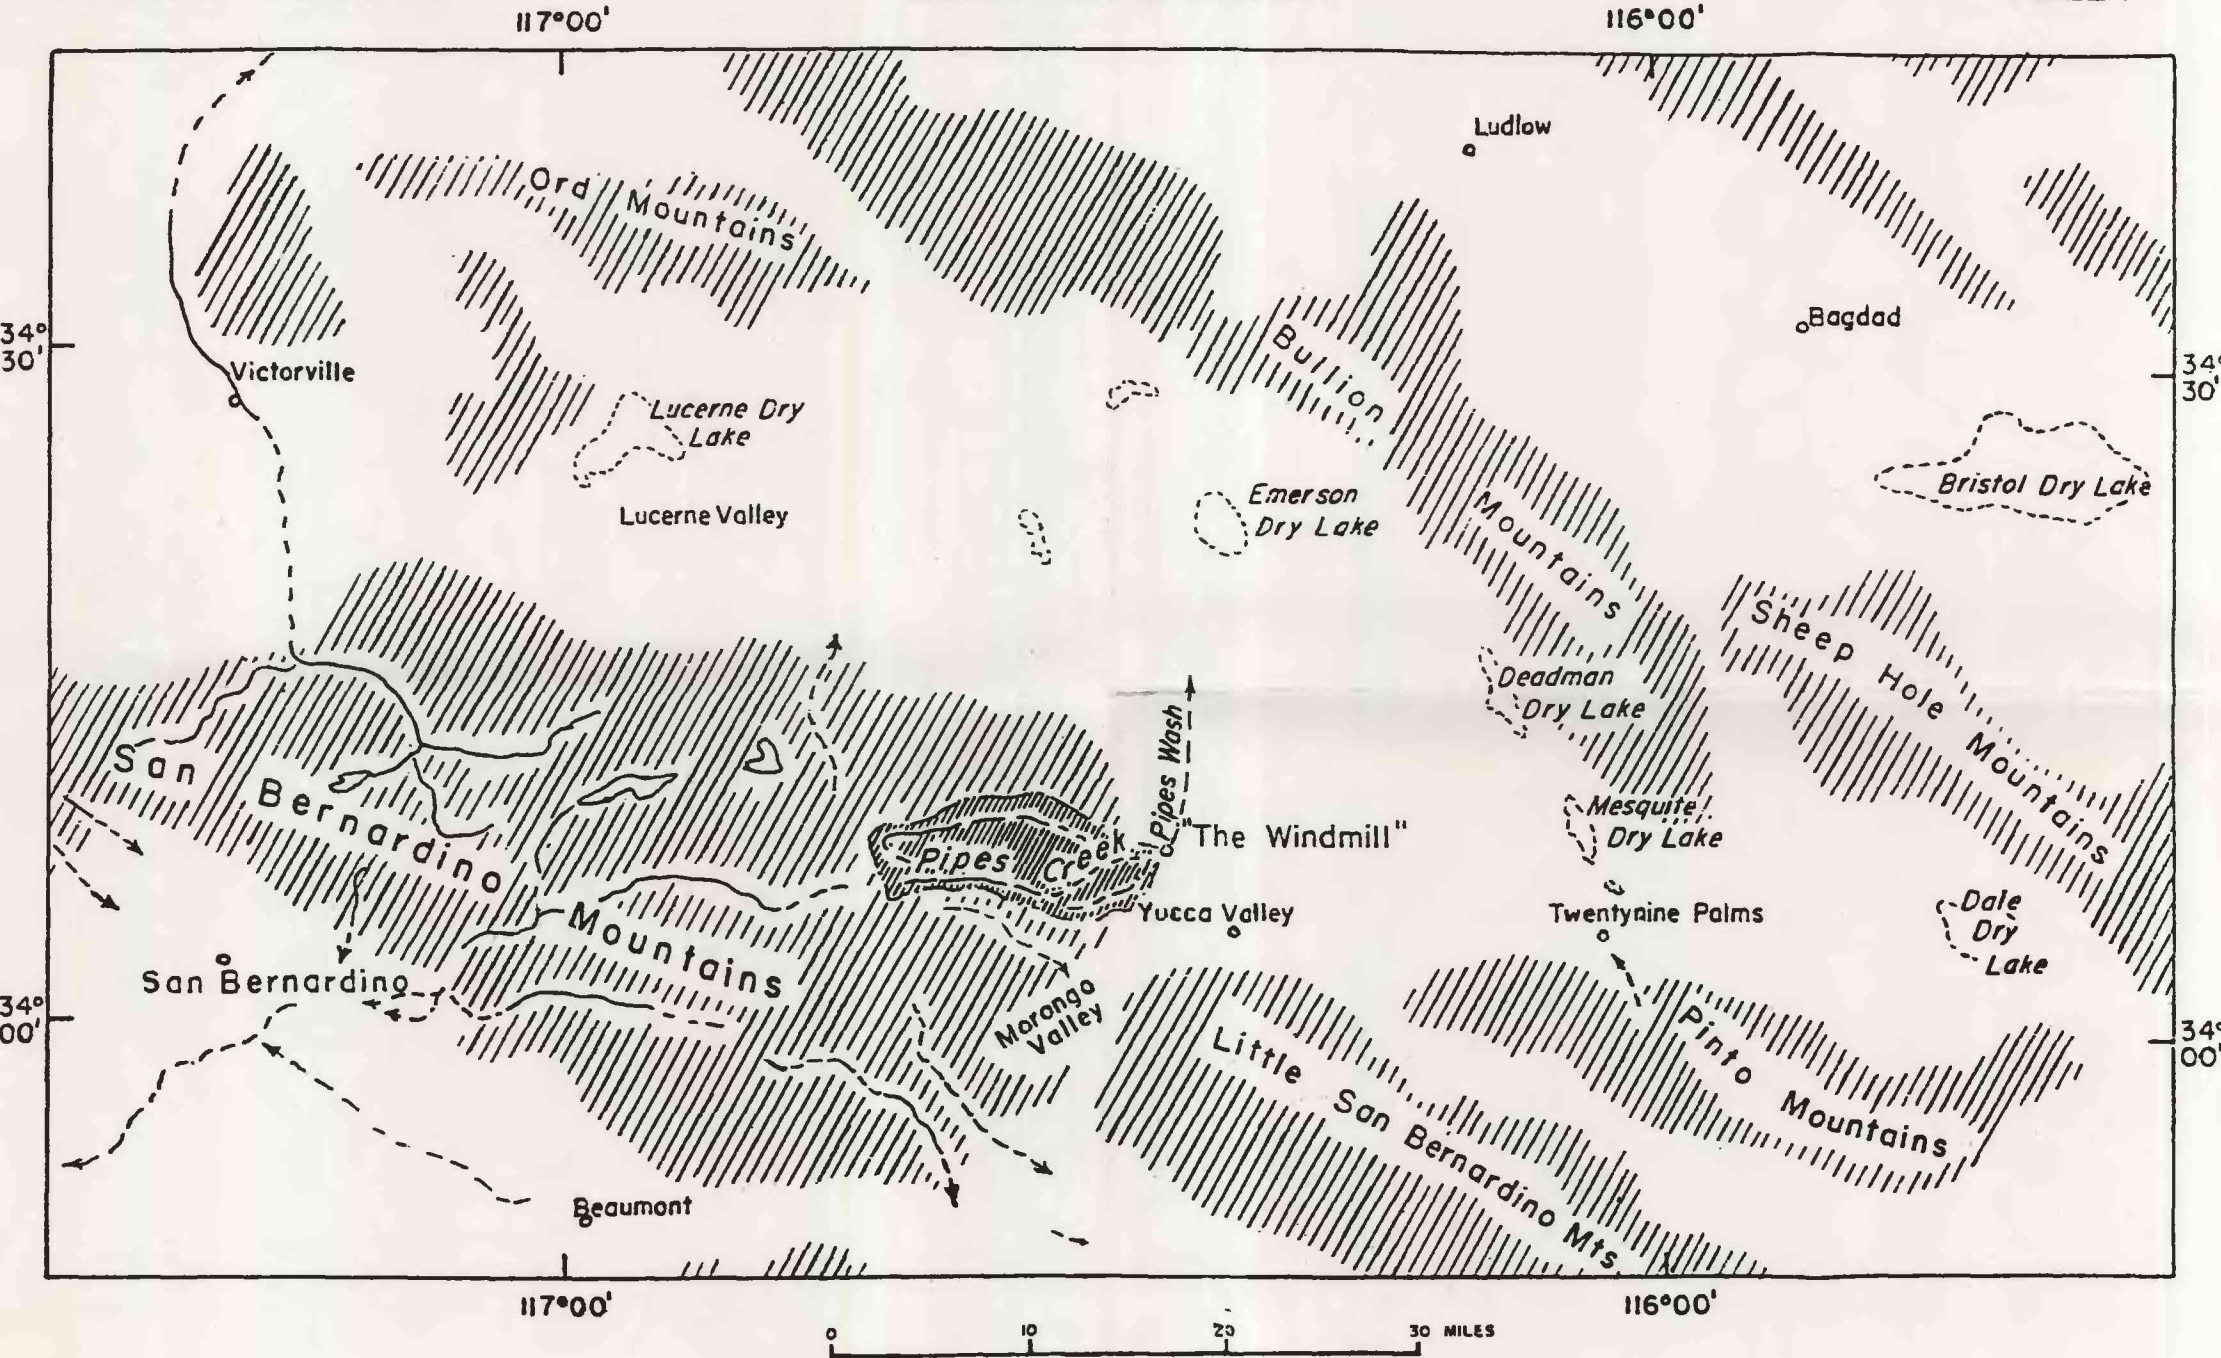 117°00'
116°00'
Ludlow
Ord
Mountains
Bagdad
34°
30'
Bullion
34°
30'
Victorville
Lucerne Dry
Lake
Bristol Dry Lake
Emerson
Dry Lake
Lucerne Valley
Mountains
Sheep Hole Mountains
Deadman
Dry Lake
Pipes Wash
San Bernardino Mountains
Mesquite
Dry Lake
"The Windmill"
Pipes Creek
Yucca Valley
Twentynine Palms
Dale
Dry
Lake
San Bernardino
34°
00'
Morongo
Valley
34°
00'
Little San Bernardino Mts
Pinto Mountains
Beaumont
117°00'
116°00'
0 10 20 30 MILES